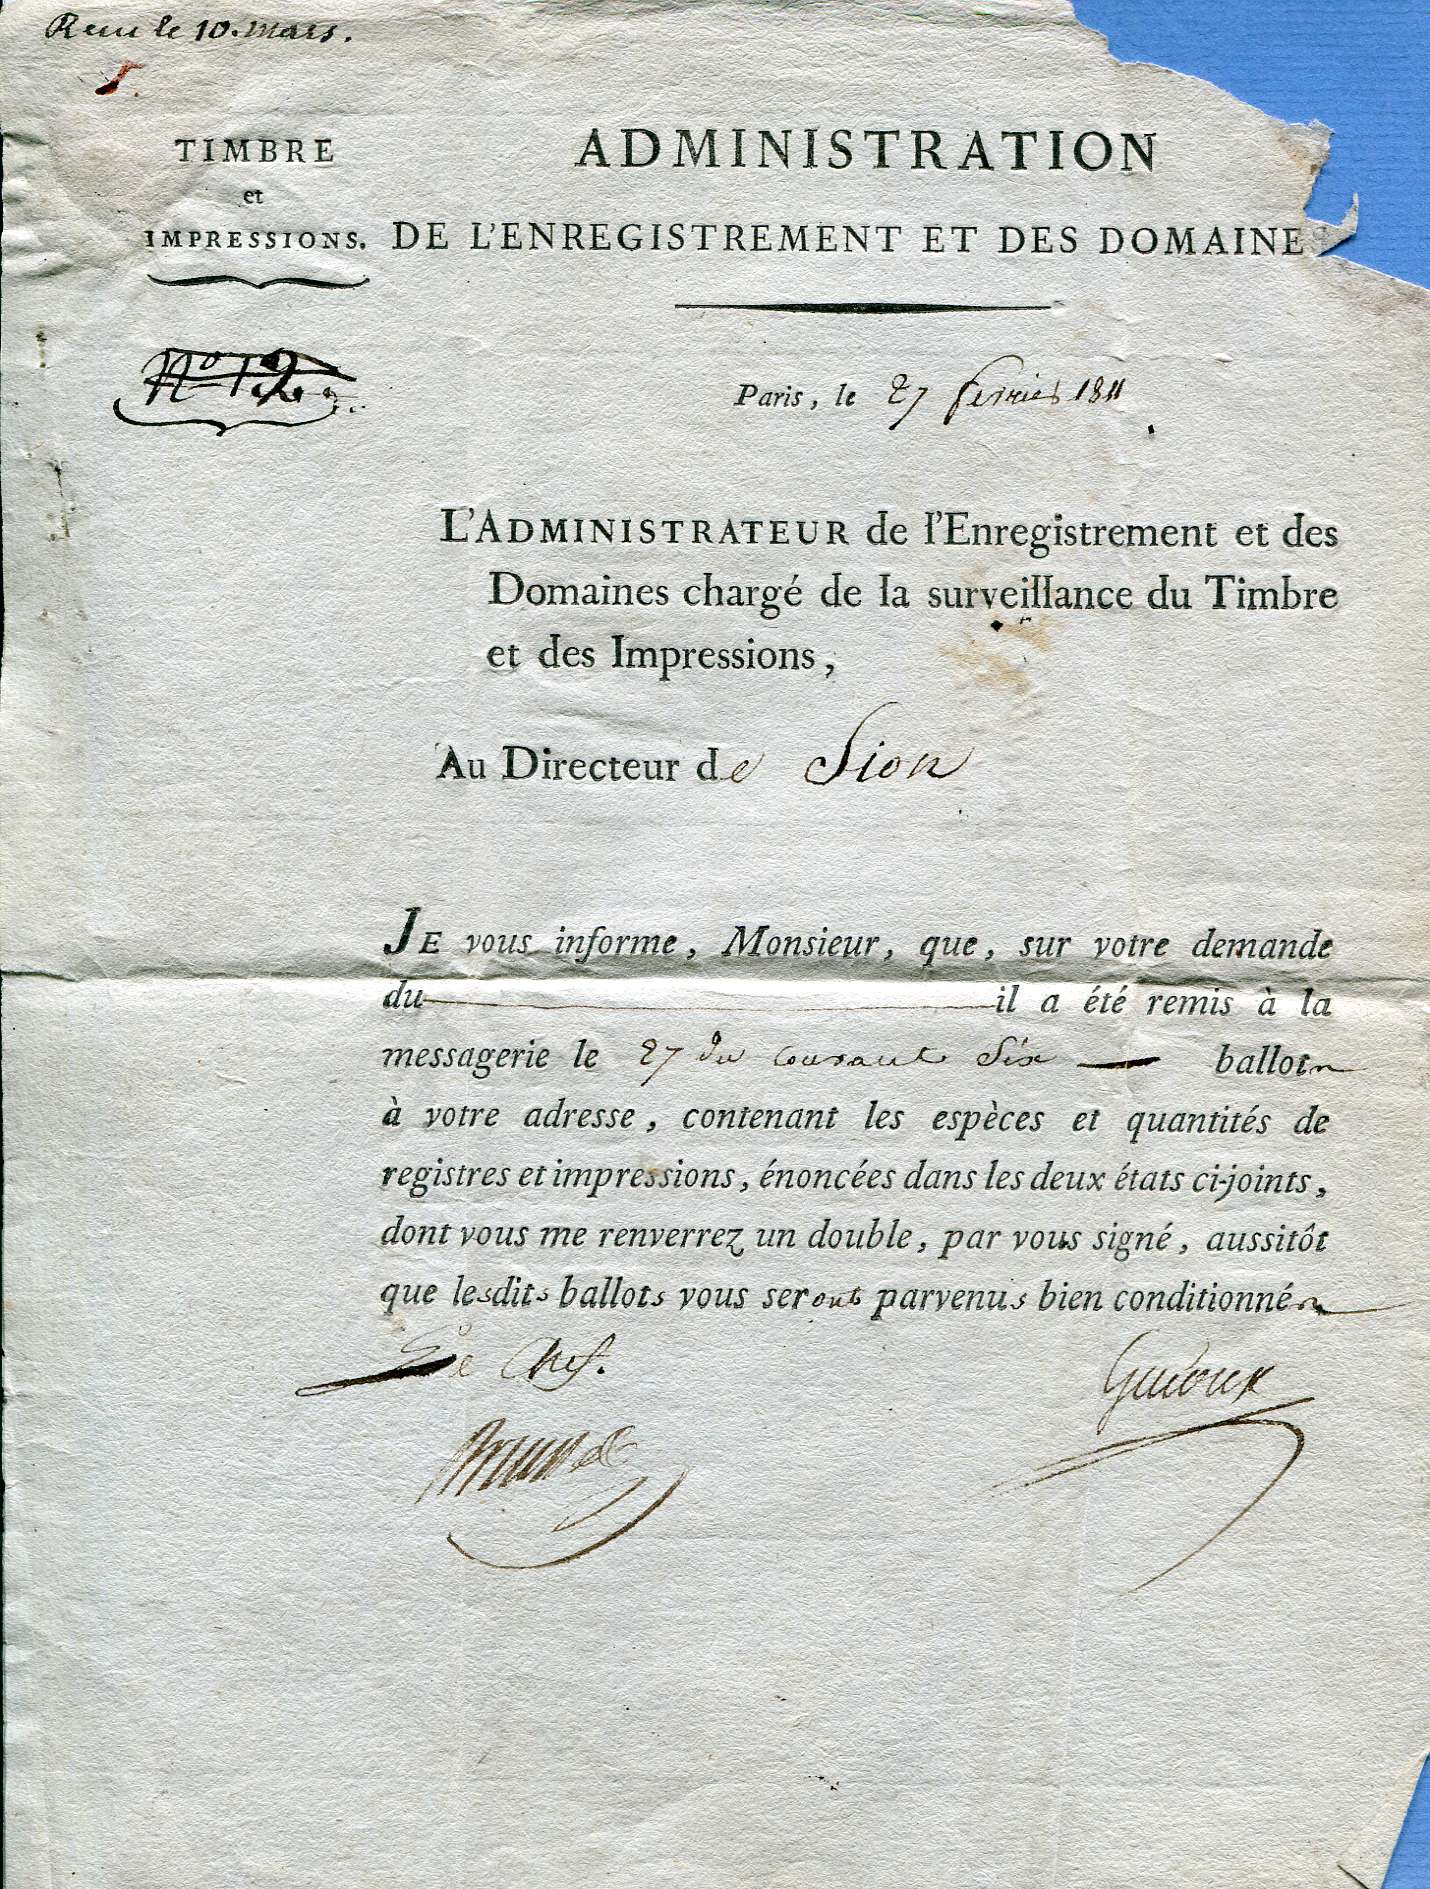 Reçu le 10. mars.
TIMBRE
et
IMPRESSIONS.
ADMINISTRATION
DE L'ENREGISTREMENT ET DES DOMAINES
N° 12
Paris, le 27 février 1811
L'ADMINISTRATEUR de l'Enregistrement et des
Domaines chargé de la surveillance du Timbre
et des Impressions,
Au Directeur de Sion
JE vous informe, Monsieur, que, sur votre demande
du il a été remis à la
messagerie le 27 du courant Six ballots
à votre adresse, contenant les espèces et quantités de
registres et impressions, énoncées dans les deux états ci-joints,
dont vous me renverrez un double, par vous signé, aussitôt
que lesdits ballots vous seront parvenus bien conditionnés
Le Chef.